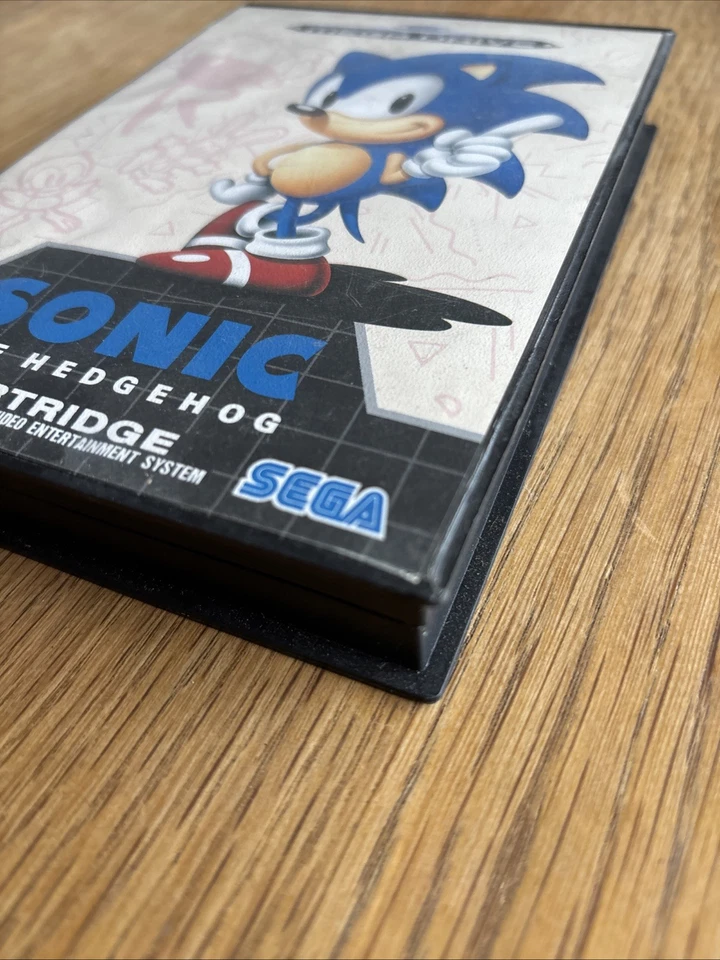 SONIC
E HEDGEHOG
RTRIDGE
IDEO ENTERTAINMENT SYSTEM
SEGA